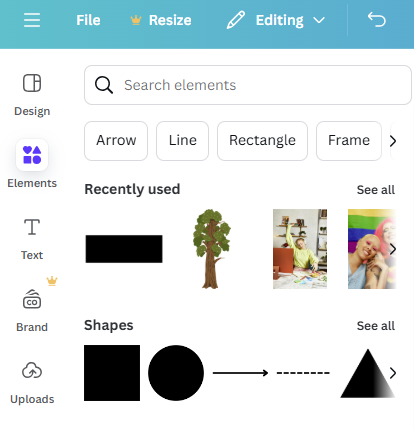 File Resize Editing
Design
Elements
Text
Brand
CO
Uploads
Search elements
Arrow Line Rectangle Frame
Recently used See all
Shapes See all